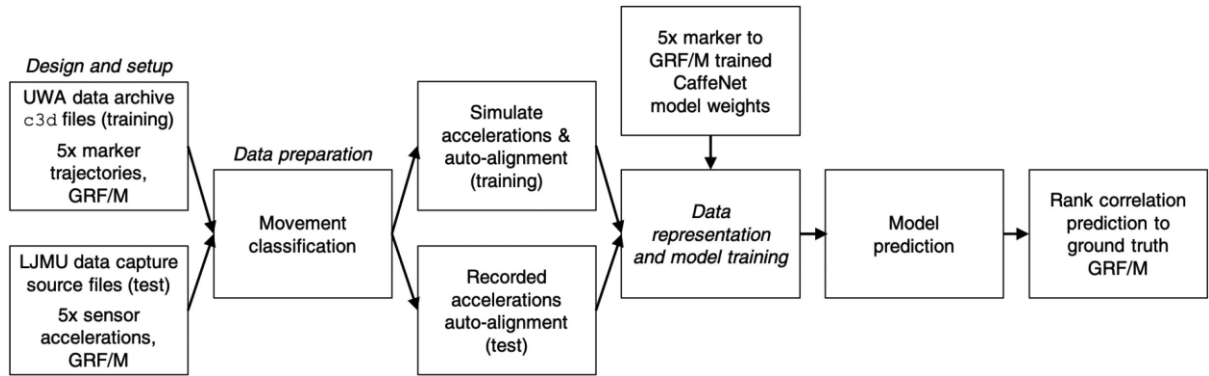 Design and setup
UWA data archive
c3d files (training)
5x marker
trajectories,
GRF/M
LJMU data capture
source files (test)
5x sensor
accelerations,
GRF/M
Data preparation
Movement
classification
Simulate
accelerations &
auto-alignment
(training)
Recorded
accelerations
auto-alignment
(test)
5x marker to
GRF/M trained
CaffeNet
model weights
Data
representation
and model training
Model
prediction
Rank correlation
prediction to
ground truth
GRF/M